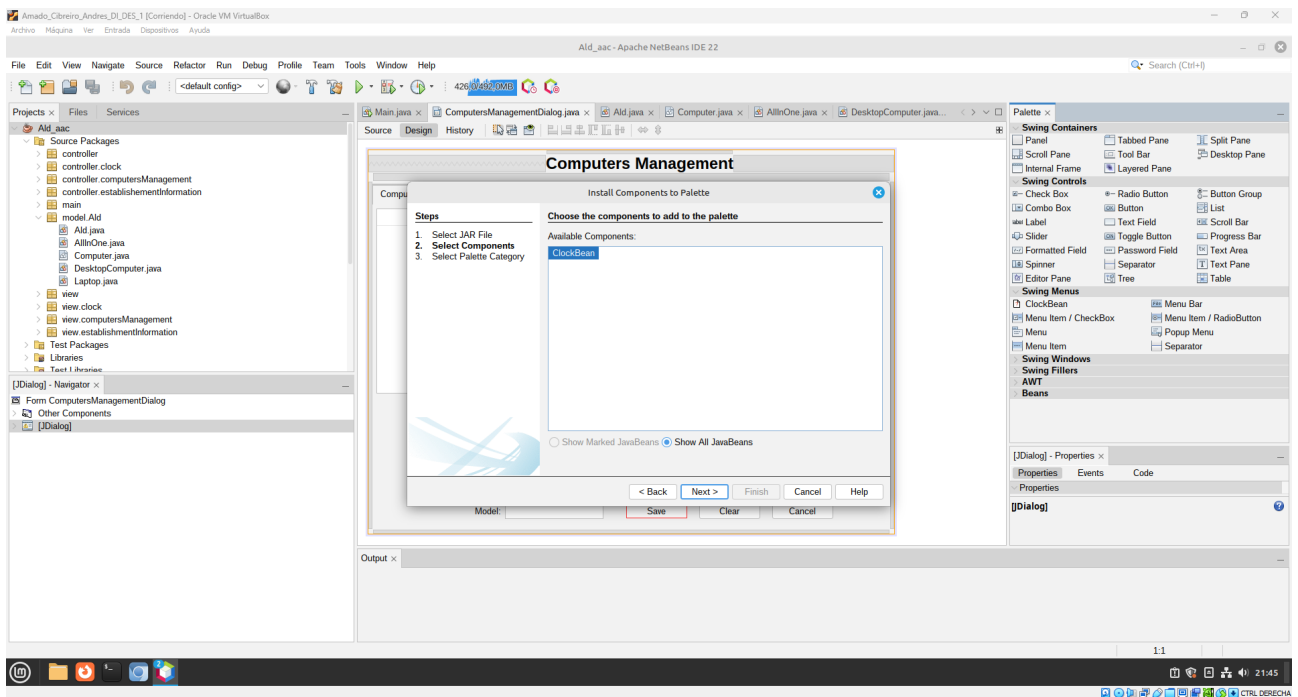 Amado_Cibreiro_Andres_DI_DES_1 [Corriendo] - Oracle VM VirtualBox
Archivo Máquina Ver Entrada Dispositivos Ayuda
Ald_aac - Apache NetBeans IDE 22
File Edit View Navigate Source Refactor Run Debug Profile Team Tools Window Help
Search (Ctrl+I)
<default config>
426,0/492,0MB
Projects Files Services
Ald_aac
Source Packages
controller
controller.clock
controller.computersManagement
controller.establishementInformation
main
model.Ald
Ald.java
AllInOne.java
Computer.java
DesktopComputer.java
Laptop.java
view
view.clock
view.computersManagement
view.establishmentInformation
Test Packages
Libraries
Test Libraries
[JDialog] - Navigator
Form ComputersManagementDialog
Other Components
[JDialog]
Main.java ComputersManagementDialog.java Ald.java Computer.java AllInOne.java DesktopComputer.java...
Source Design History
Computers Management
Compu
Install Components to Palette
Steps
1. Select JAR File
2. Select Components
3. Select Palette Category
Choose the components to add to the palette
Available Components:
ClockBean
Show Marked JavaBeans Show All JavaBeans
< Back Next > Finish Cancel Help
Model: Save Clear Cancel
Output
Palette
Swing Containers
Panel Tabbed Pane Split Pane
Scroll Pane Tool Bar Desktop Pane
Internal Frame Layered Pane
Swing Controls
Check Box Radio Button Button Group
Combo Box Button List
Label Text Field Scroll Bar
Slider Toggle Button Progress Bar
Formatted Field Password Field Text Area
Spinner Separator Text Pane
Editor Pane Tree Table
Swing Menus
ClockBean Menu Bar
Menu Item / CheckBox Menu Item / RadioButton
Menu Popup Menu
Menu Item Separator
Swing Windows
Swing Fillers
AWT
Beans
[JDialog] - Properties
Properties Events Code
Properties
[JDialog]
1:1
21:45
CTRL DERECHA